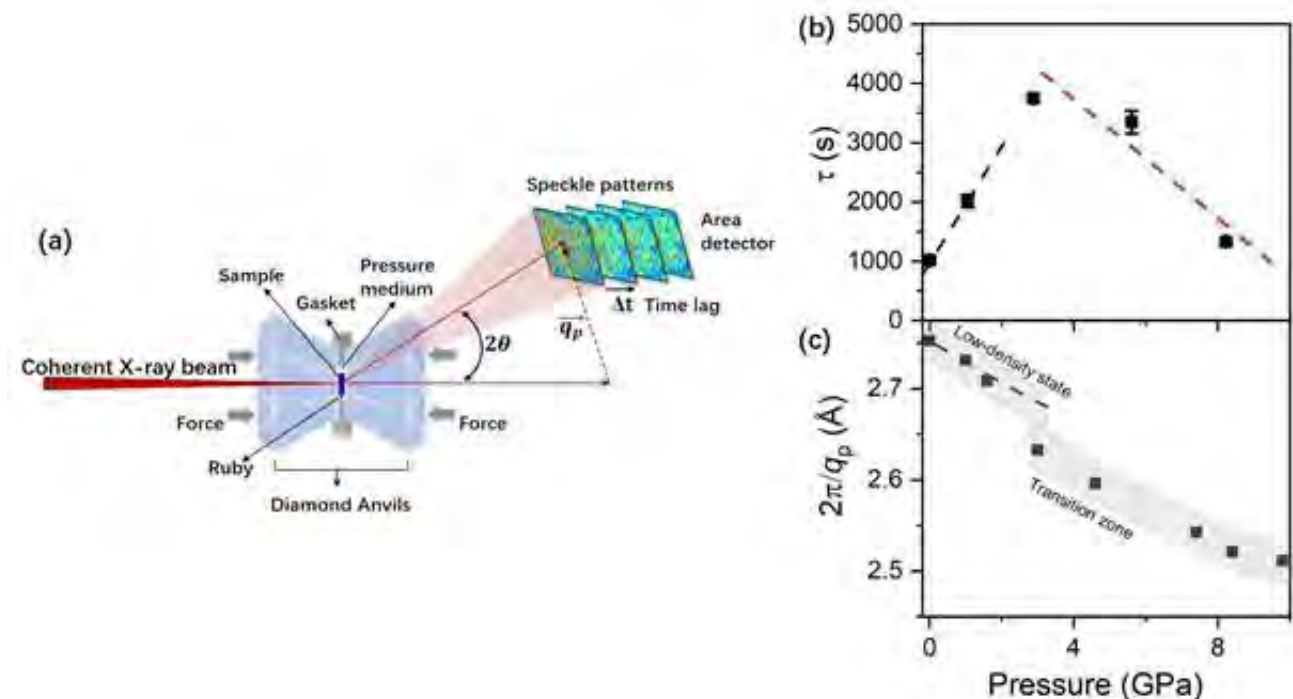 (a)
Speckle patterns
Area
detector
Sample
Pressure
medium
Gasket
Δt Time lag
q_p
2θ
Coherent X-ray beam
Force
Force
Ruby
Diamond Anvils
(b)
5000
4000
3000
2000
1000
0
τ (s)
(c)
Low-density state
Transition zone
2.7
2.6
2.5
2π/q_p (Å)
0 4 8
Pressure (GPa)